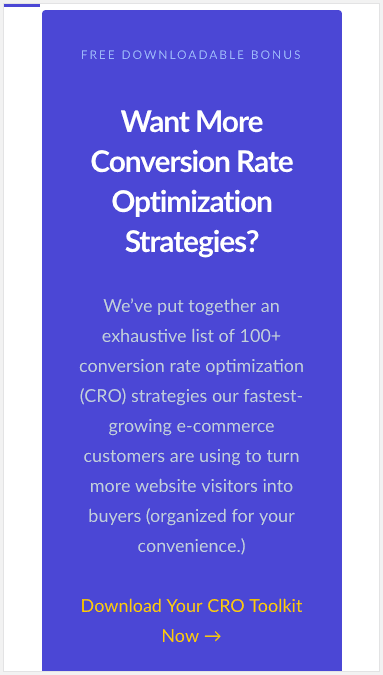 FREE DOWNLOADABLE BONUS
Want More
Conversion Rate
Optimization
Strategies?
We’ve put together an
exhaustive list of 100+
conversion rate optimization
(CRO) strategies our fastest-
growing e-commerce
customers are using to turn
more website visitors into
buyers (organized for your
convenience.)
Download Your CRO Toolkit
Now →